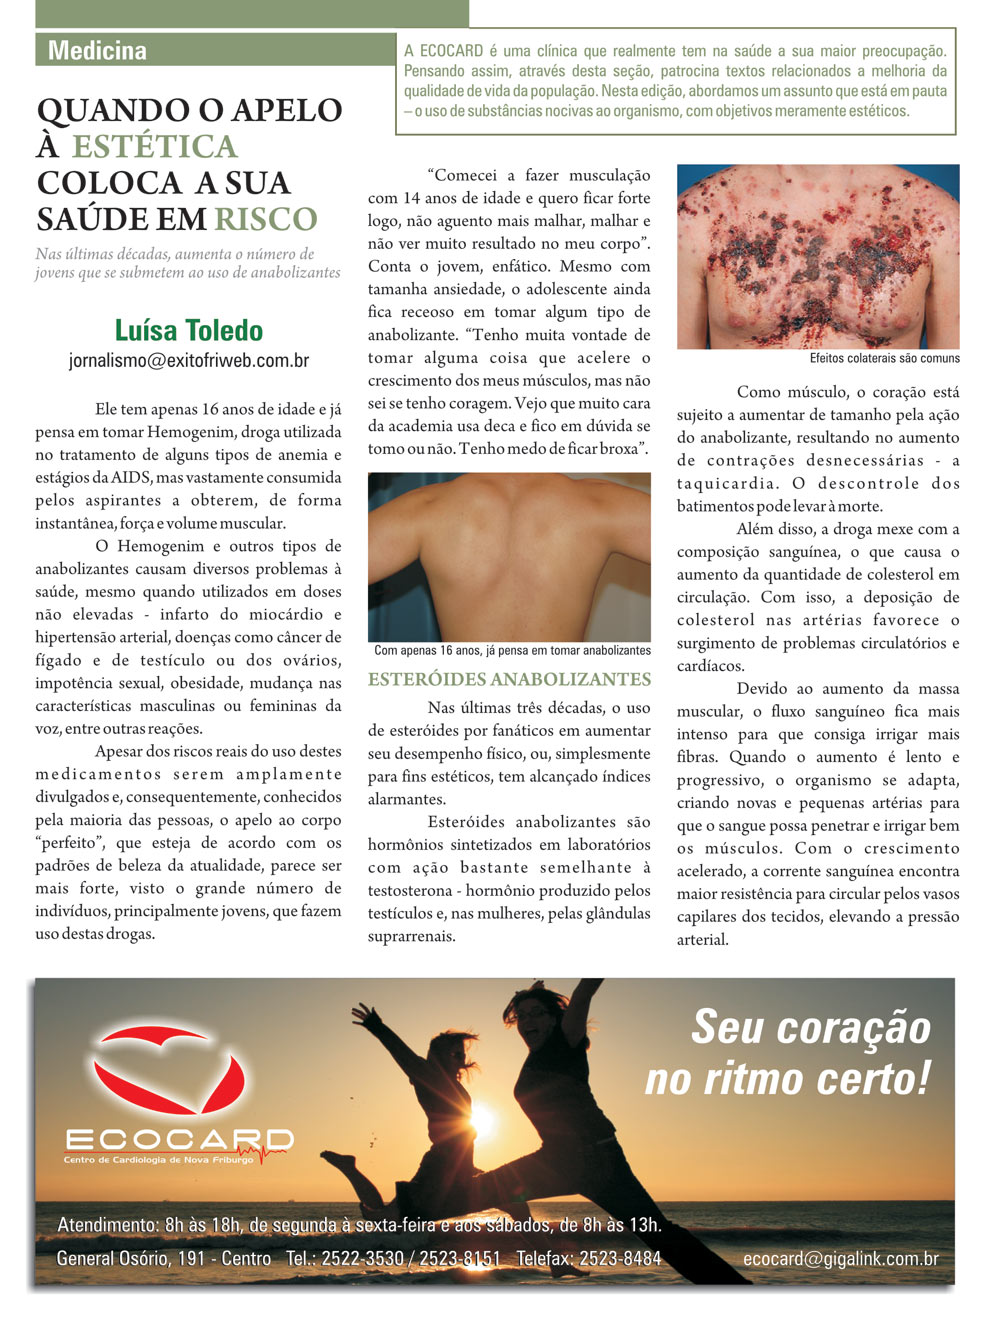 Medicina
A ECOCARD é uma clínica que realmente tem na saúde a sua maior preocupação.
Pensando assim, através desta seção, patrocina textos relacionados a melhoria da
qualidade de vida da população. Nesta edição, abordamos um assunto que está em pauta
– o uso de substâncias nocivas ao organismo, com objetivos meramente estéticos.
QUANDO O APELO
À ESTÉTICA
COLOCA A SUA
SAÚDE EM RISCO
Nas últimas décadas, aumenta o número de
jovens que se submetem ao uso de anabolizantes
Luísa Toledo
jornalismo@exitofriweb.com.br
Ele tem apenas 16 anos de idade e já
pensa em tomar Hemogenim, droga utilizada
no tratamento de alguns tipos de anemia e
estágios da AIDS, mas vastamente consumida
pelos aspirantes a obterem, de forma
instantânea, força e volume muscular.
O Hemogenim e outros tipos de
anabolizantes causam diversos problemas à
saúde, mesmo quando utilizados em doses
não elevadas - infarto do miocárdio e
hipertensão arterial, doenças como câncer de
fígado e de testículo ou dos ovários,
impotência sexual, obesidade, mudança nas
características masculinas ou femininas da
voz, entre outras reações.
Apesar dos riscos reais do uso destes
medicamentos serem amplamente
divulgados e, consequentemente, conhecidos
pela maioria das pessoas, o apelo ao corpo
“perfeito”, que esteja de acordo com os
padrões de beleza da atualidade, parece ser
mais forte, visto o grande número de
indivíduos, principalmente jovens, que fazem
uso destas drogas.
“Comecei a fazer musculação
com 14 anos de idade e quero ficar forte
logo, não aguento mais malhar, malhar e
não ver muito resultado no meu corpo”.
Conta o jovem, enfático. Mesmo com
tamanha ansiedade, o adolescente ainda
fica receoso em tomar algum tipo de
anabolizante. “Tenho muita vontade de
tomar alguma coisa que acelere o
crescimento dos meus músculos, mas não
sei se tenho coragem. Vejo que muito cara
da academia usa deca e fico em dúvida se
tomo ou não. Tenho medo de ficar broxa”.
Com apenas 16 anos, já pensa em tomar anabolizantes
ESTERÓIDES ANABOLIZANTES
Nas últimas três décadas, o uso
de esteróides por fanáticos em aumentar
seu desempenho físico, ou, simplesmente
para fins estéticos, tem alcançado índices
alarmantes.
Esteróides anabolizantes são
hormônios sintetizados em laboratórios
com ação bastante semelhante à
testosterona - hormônio produzido pelos
testículos e, nas mulheres, pelas glândulas
suprarrenais.
Efeitos colaterais são comuns
Como músculo, o coração está
sujeito a aumentar de tamanho pela ação
do anabolizante, resultando no aumento
de contrações desnecessárias - a
taquicardia. O descontrole dos
batimentos pode levar à morte.
Além disso, a droga mexe com a
composição sanguínea, o que causa o
aumento da quantidade de colesterol em
circulação. Com isso, a deposição de
colesterol nas artérias favorece o
surgimento de problemas circulatórios e
cardíacos.
Devido ao aumento da massa
muscular, o fluxo sanguíneo fica mais
intenso para que consiga irrigar mais
fibras. Quando o aumento é lento e
progressivo, o organismo se adapta,
criando novas e pequenas artérias para
que o sangue possa penetrar e irrigar bem
os músculos. Com o crescimento
acelerado, a corrente sanguínea encontra
maior resistência para circular pelos vasos
capilares dos tecidos, elevando a pressão
arterial.
Seu coração
no ritmo certo!
ECOCARD
Centro de Cardiologia de Nova Friburgo
Atendimento: 8h às 18h, de segunda à sexta-feira e aos sábados, de 8h às 13h.
General Osório, 191 - Centro Tel.: 2522-3530 / 2523-8151 Telefax: 2523-8484 ecocard@gigalink.com.br